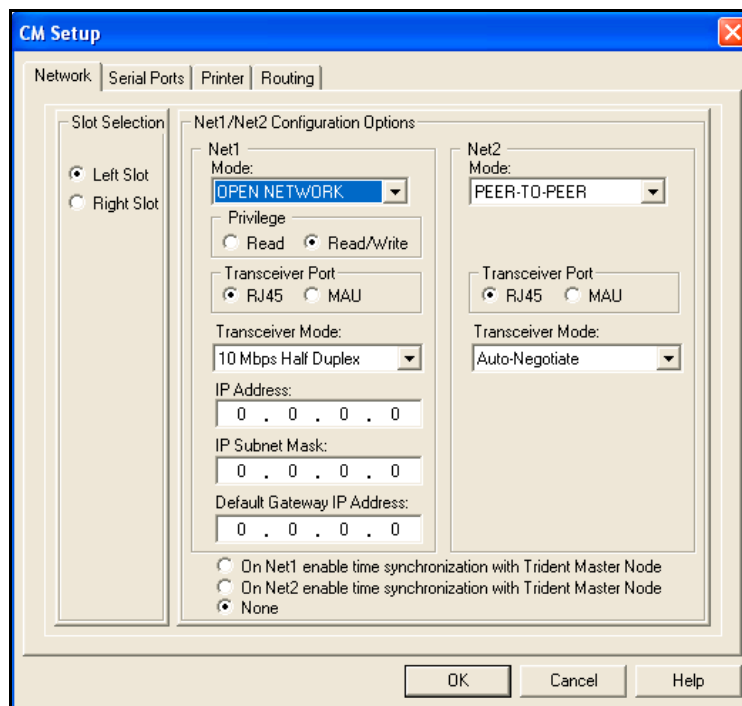 CM Setup
Network Serial Ports Printer Routing
Slot Selection
Left Slot
Right Slot
Net1/Net2 Configuration Options
Net1
Mode:
OPEN NETWORK
Privilege
Read Read/Write
Transceiver Port
RJ45 MAU
Transceiver Mode:
10 Mbps Half Duplex
IP Address:
0 . 0 . 0 . 0
IP Subnet Mask:
0 . 0 . 0 . 0
Default Gateway IP Address:
0 . 0 . 0 . 0
Net2
Mode:
PEER-TO-PEER
Transceiver Port
RJ45 MAU
Transceiver Mode:
Auto-Negotiate
On Net1 enable time synchronization with Trident Master Node
On Net2 enable time synchronization with Trident Master Node
None
OK Cancel Help